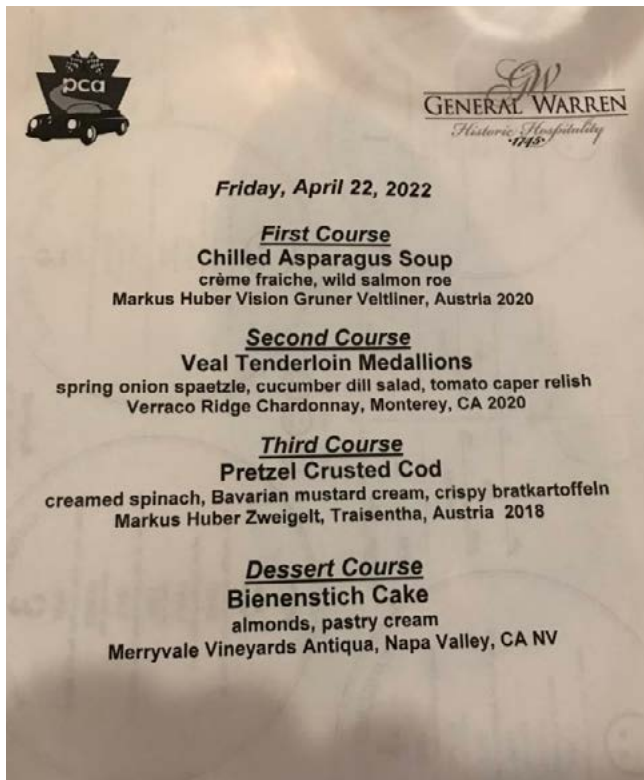 pca
GW
GENERAL WARREN
Historic Hospitality
·1745·
Friday, April 22, 2022
First Course
Chilled Asparagus Soup
crème fraiche, wild salmon roe
Markus Huber Vision Gruner Veltliner, Austria 2020
Second Course
Veal Tenderloin Medallions
spring onion spaetzle, cucumber dill salad, tomato caper relish
Verraco Ridge Chardonnay, Monterey, CA 2020
Third Course
Pretzel Crusted Cod
creamed spinach, Bavarian mustard cream, crispy bratkartoffeln
Markus Huber Zweigelt, Traisentha, Austria 2018
Dessert Course
Bienenstich Cake
almonds, pastry cream
Merryvale Vineyards Antiqua, Napa Valley, CA NV